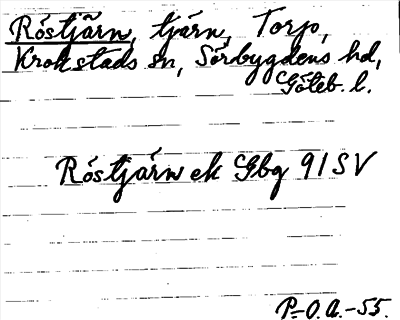 Röstjärn, tjärn, Torp,
Krokstads sn, Sörbygdens hd,
Göteb. l.
Röstjärn ek Gbg 91 SV
P-O.A.-55.